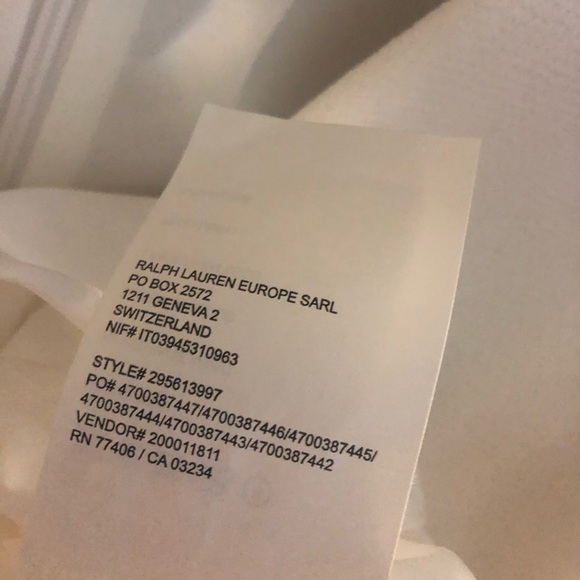 RALPH LAUREN EUROPE SARL
PO BOX 2572
1211 GENEVA 2
SWITZERLAND
NIF# IT03945310963
STYLE# 295613997
PO# 4700387447/4700387446/4700387445/
4700387444/4700387443/4700387442
VENDOR# 200011811
RN 77406 / CA 03234